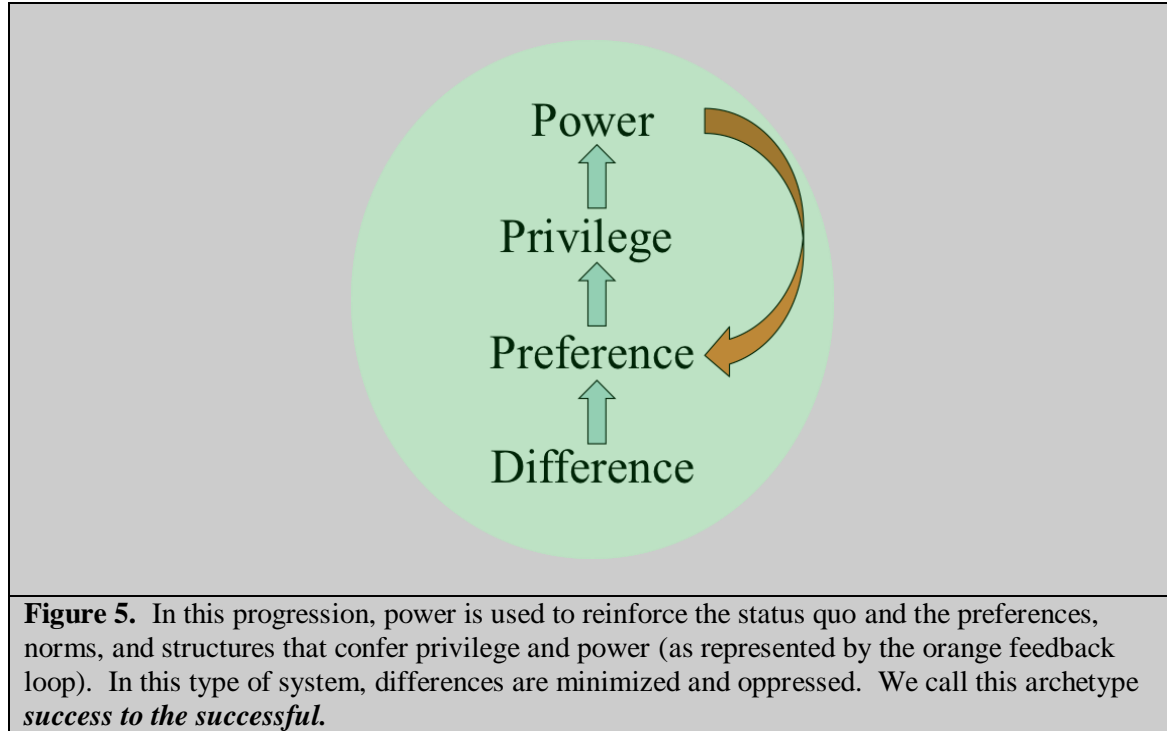 Power
Privilege
Preference
Difference
Figure 5.  In this progression, power is used to reinforce the status quo and the preferences,
norms, and structures that confer privilege and power (as represented by the orange feedback
loop).  In this type of system, differences are minimized and oppressed.  We call this archetype
success to the successful.